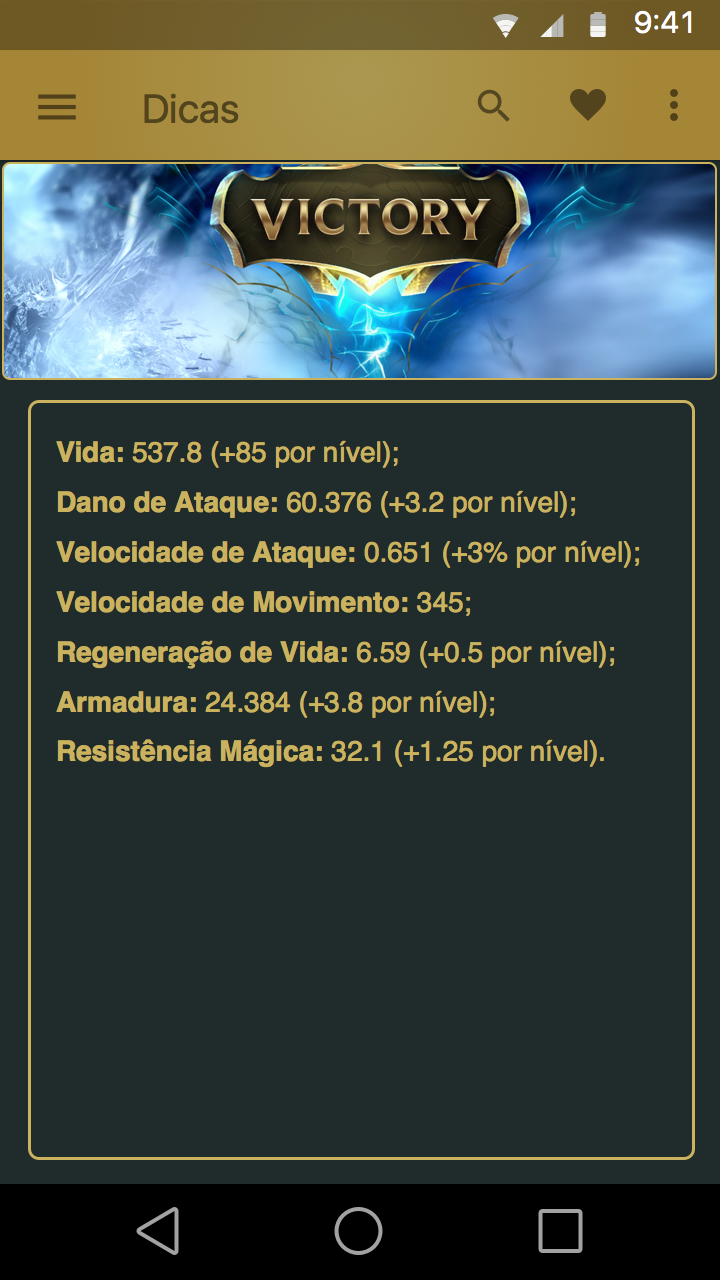 9:41
Dicas
VICTORY
Vida: 537.8 (+85 por nível);
Dano de Ataque: 60.376 (+3.2 por nível);
Velocidade de Ataque: 0.651 (+3% por nível);
Velocidade de Movimento: 345;
Regeneração de Vida: 6.59 (+0.5 por nível);
Armadura: 24.384 (+3.8 por nível);
Resistência Mágica: 32.1 (+1.25 por nível).